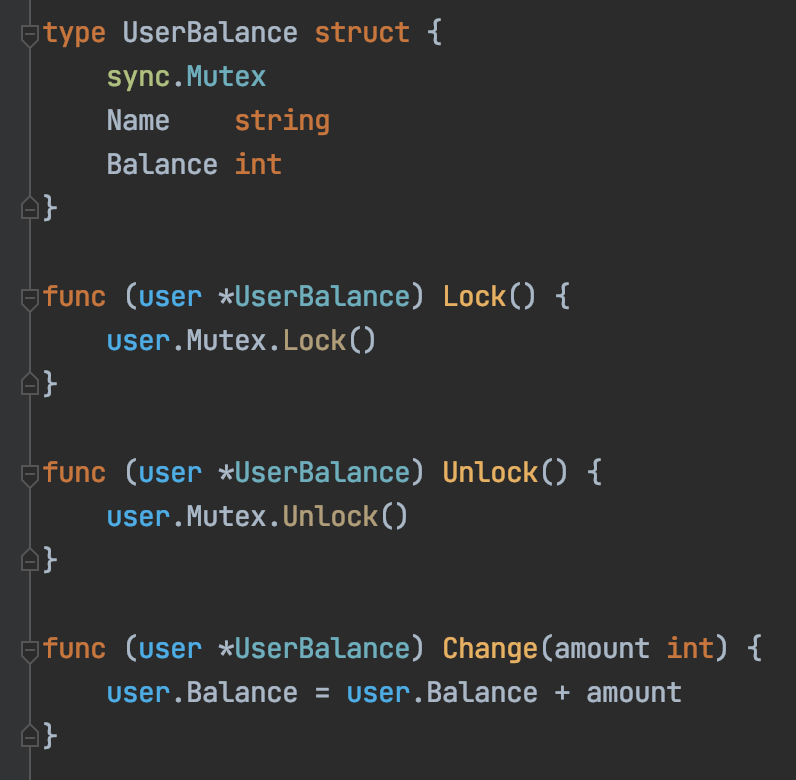 type UserBalance struct {
    sync.Mutex
    Name    string
    Balance int
}

func (user *UserBalance) Lock() {
    user.Mutex.Lock()
}

func (user *UserBalance) Unlock() {
    user.Mutex.Unlock()
}

func (user *UserBalance) Change(amount int) {
    user.Balance = user.Balance + amount
}